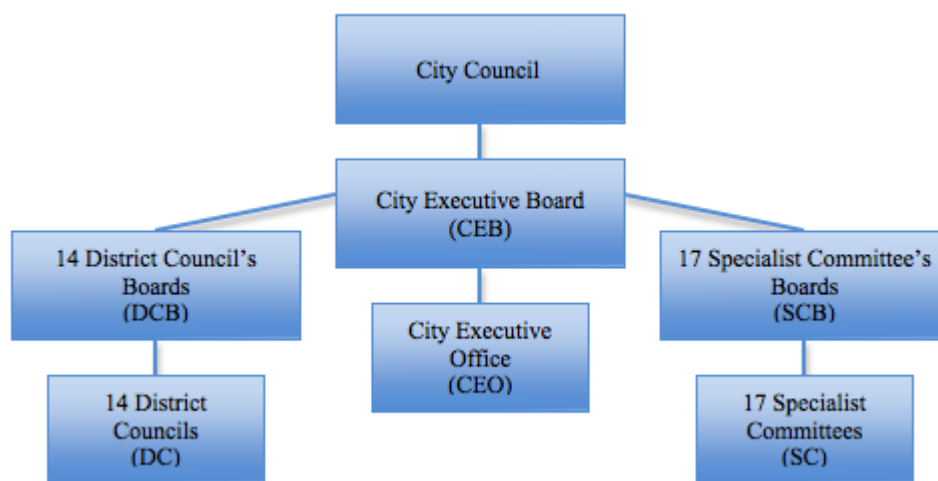 City Council
City Executive Board
(CEB)
14 District Council’s
Boards
(DCB)
17 Specialist Committee’s
Boards
(SCB)
City Executive
Office
(CEO)
14 District
Councils
(DC)
17 Specialist
Committees
(SC)